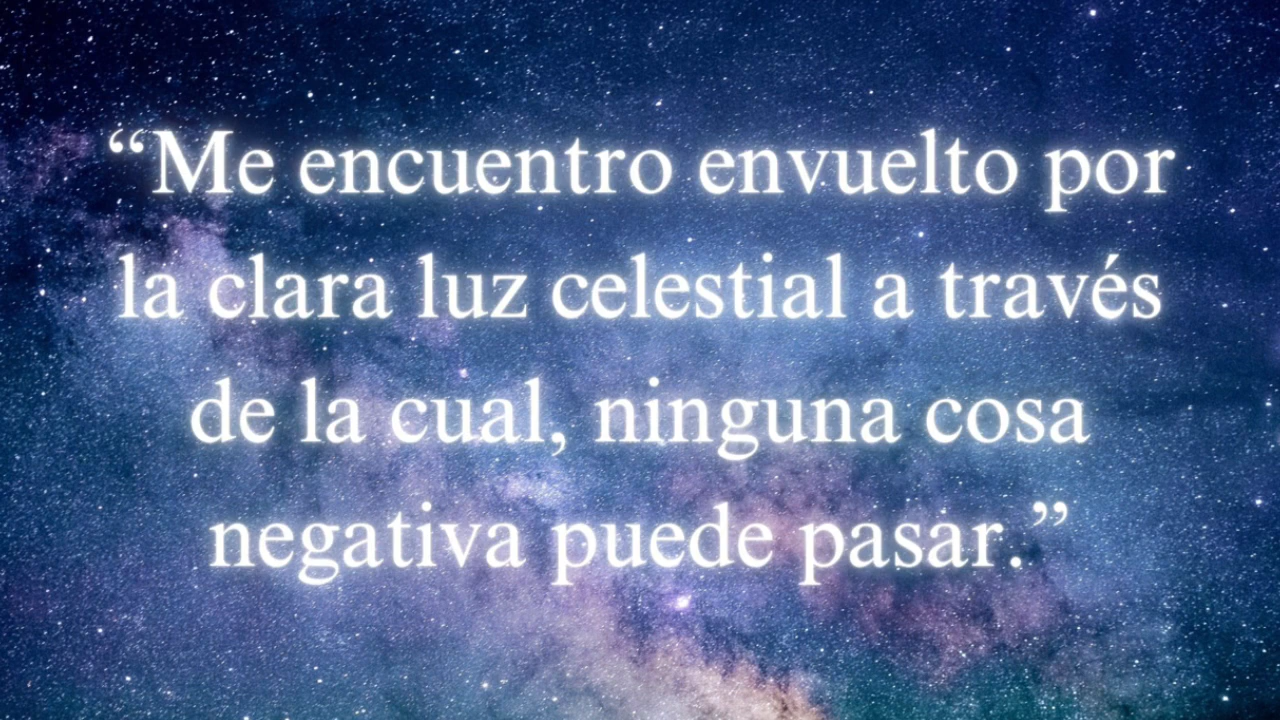 “Me encuentro envuelto por
la clara luz celestial a través
de la cual, ninguna cosa
negativa puede pasar.”